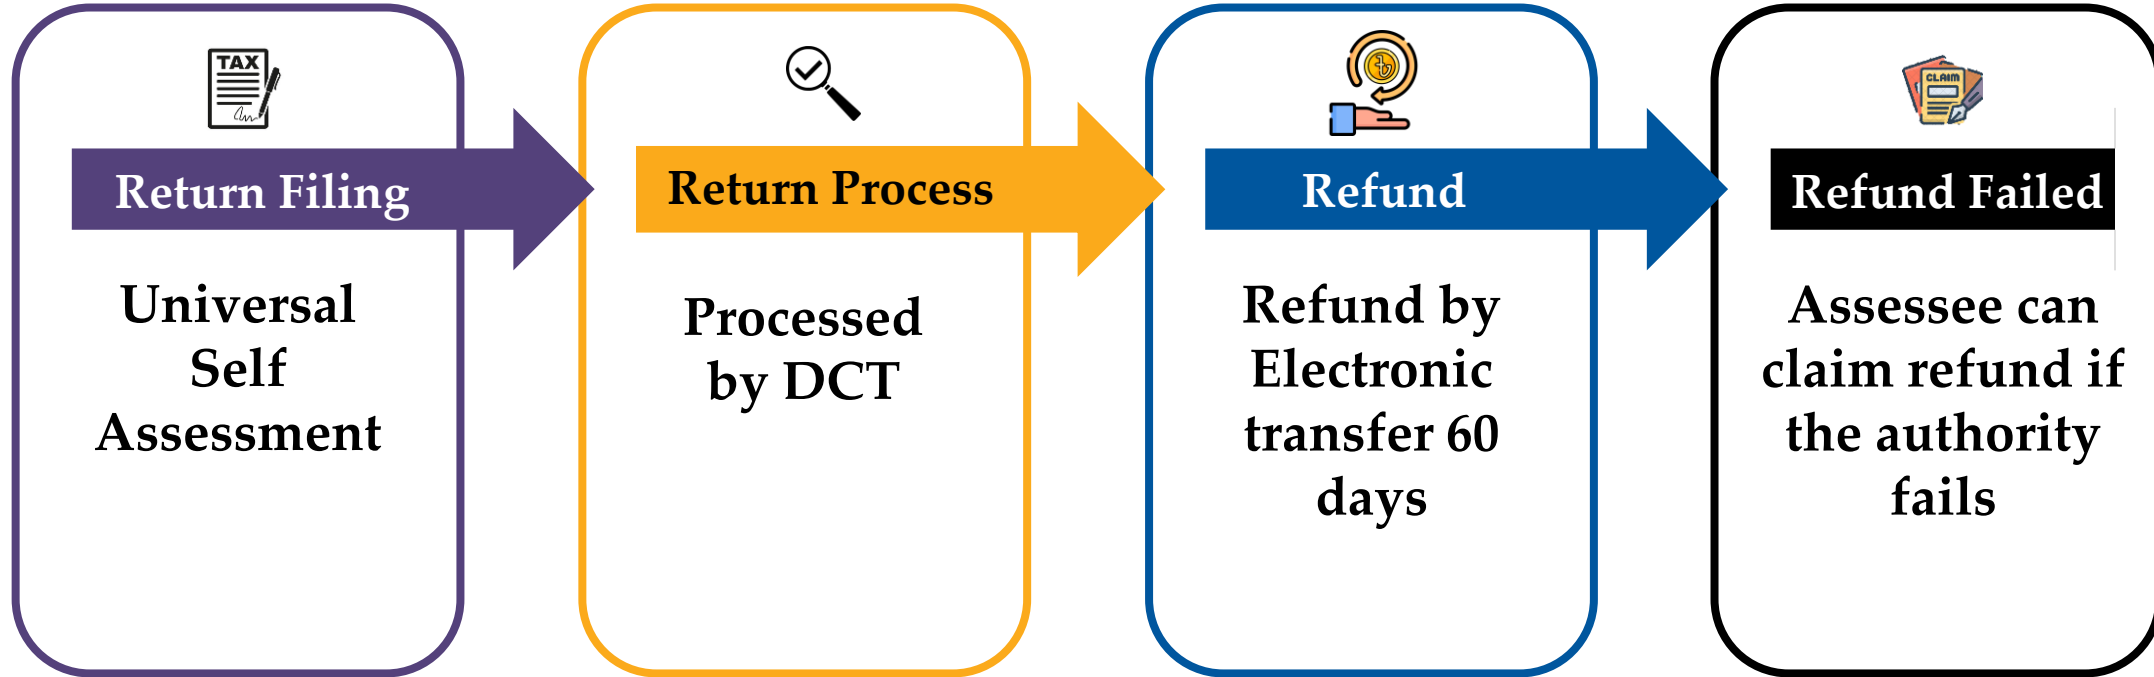 TAX
Return Filing
Universal
Self
Assessment
Return Process
Processed
by DCT
৳
Refund
Refund by
Electronic
transfer 60
days
CLAIM
Refund Failed
Assessee can
claim refund if
the authority
fails